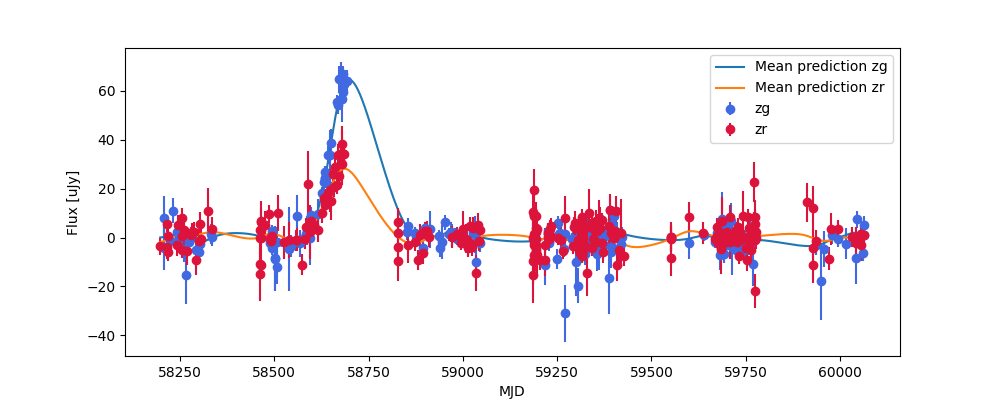 Mean prediction zg
Mean prediction zr
zg
zr
Flux [uJy]
60
40
20
0
−20
−40
58250
58500
58750
59000
59250
59500
59750
60000
MJD